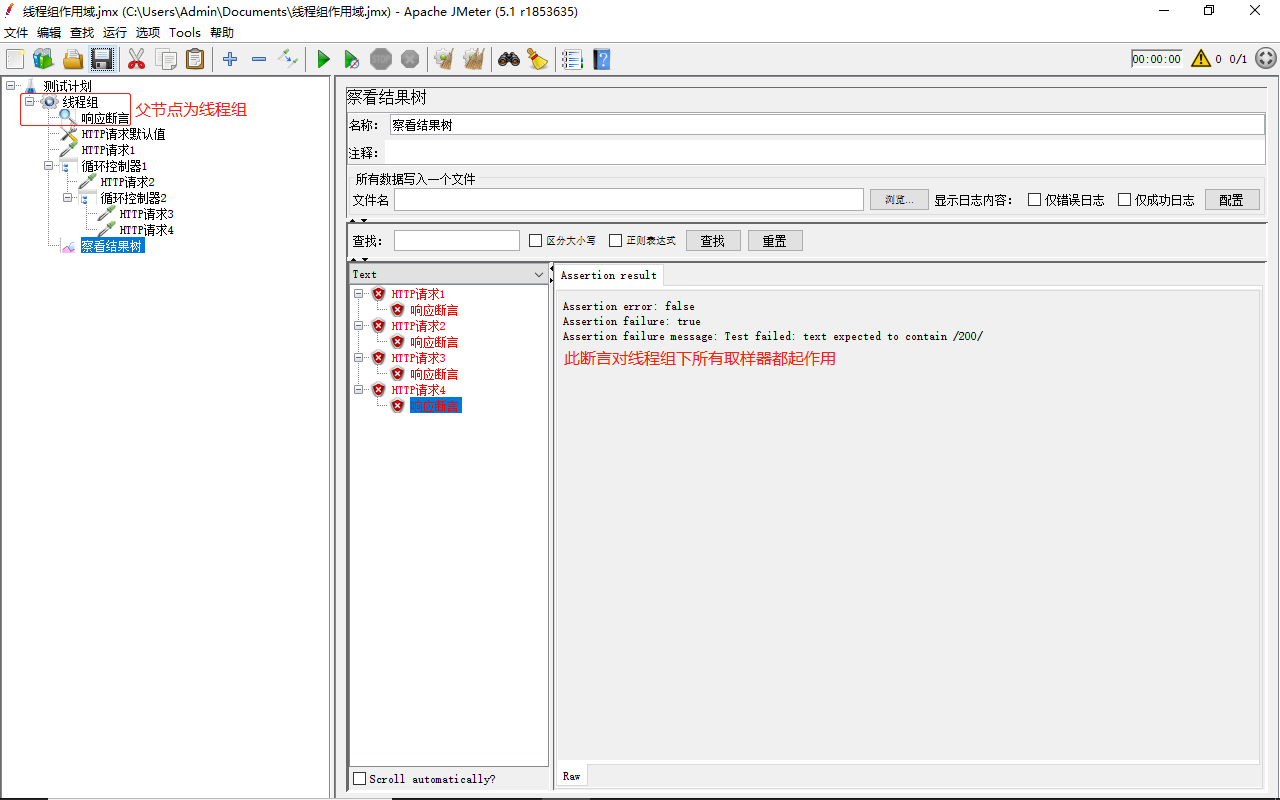 线程组作用域.jmx (C:\Users\Admin\Documents\线程组作用域.jmx) - Apache JMeter (5.1 r1853635)
文件 编辑 查找 运行 选项 Tools 帮助
STOP
00:00:00 0 0/1
测试计划
线程组
父节点为线程组
响应断言
HTTP请求默认值
HTTP请求1
循环控制器1
HTTP请求2
循环控制器2
HTTP请求3
HTTP请求4
察看结果树
察看结果树
名称： 察看结果树
注释：
所有数据写入一个文件
文件名 浏览... 显示日志内容： 仅错误日志 仅成功日志 配置
查找： 区分大小写 正则表达式 查找 重置
Text
HTTP请求1
响应断言
HTTP请求2
响应断言
HTTP请求3
响应断言
HTTP请求4
响应断言
Scroll automatically?
Assertion result
Assertion error: false
Assertion failure: true
Assertion failure message: Test failed: text expected to contain /200/
此断言对线程组下所有取样器都起作用
Raw